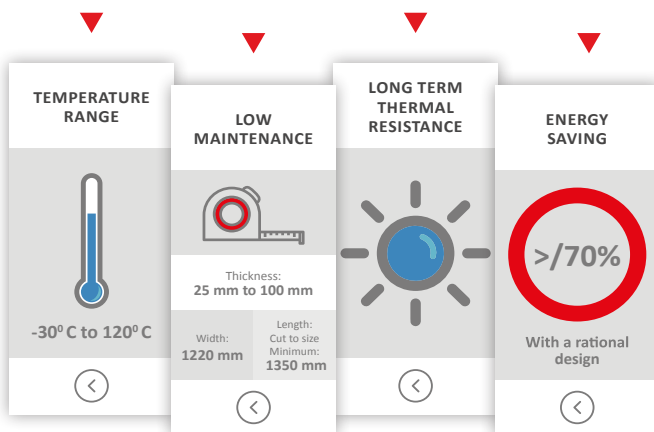 TEMPERATURE
RANGE
-30⁰ C to 120⁰ C
LOW
MAINTENANCE
Thickness:
25 mm to 100 mm
Width:
1220 mm
Length:
Cut to size
Minimum:
1350 mm
LONG TERM
THERMAL
RESISTANCE
ENERGY
SAVING
>/70%
With a rational
design